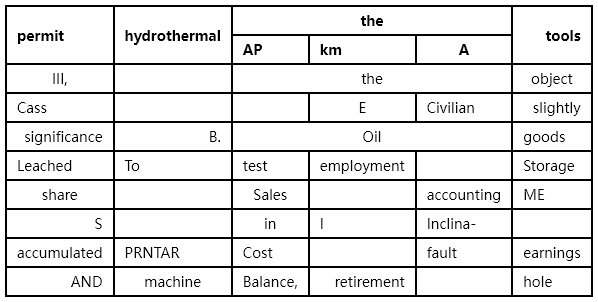 permit hydrothermal the tools
AP km A
III, the object
Cass E Civilian slightly
significance B. Oil goods
Leached To test employment Storage
share Sales accounting ME
S in I Inclina-
accumulated PRNTAR Cost fault earnings
AND machine Balance, retirement hole